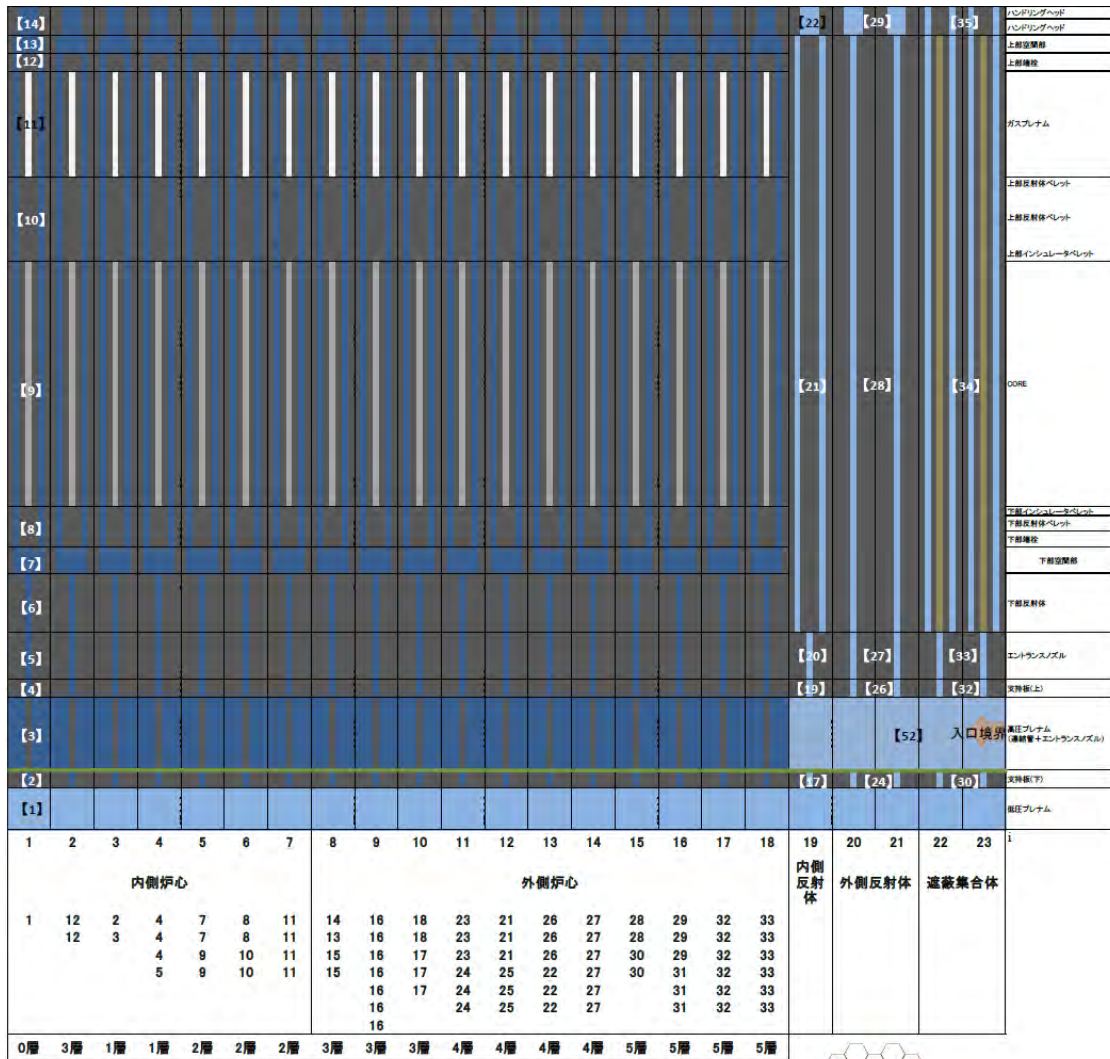 【14】 【22】 【29】 【35】 ハンドリングヘッド
ハンドリングヘッド
【13】 上部空間部
【12】 上部端栓
【11】 ガスプレナム
上部反射体ペレット
【10】 上部反射体ペレット
上部インシュレータペレット
【9】 【21】 【28】 【34】 CORE
下部インシュレータペレット
【8】 下部反射体ペレット
下部端栓
【7】 下部空間部
【6】 下部反射体
【5】 【20】 【27】 【33】 エントランスノズル
【4】 【19】 【26】 【32】 支持板(上)
【3】 【52】 入口境界 高圧プレナム
(連結管+エントランスノズル)
【2】 【17】 【24】 【30】 支持板(下)
【1】 低圧プレナム
1 2 3 4 5 6 7 8 9 10 11 12 13 14 15 16 17 18 19 20 21 22 23 i
内側炉心 外側炉心 内側反射体 外側反射体 遮蔽集合体
1 12 2 4 7 8 11 14 16 18 23 21 26 27 28 29 32 33
12 3 4 7 8 11 13 16 18 23 21 26 27 28 29 32 33
4 9 10 11 15 16 17 23 21 26 27 30 29 32 33
5 9 10 11 15 16 17 24 25 22 27 30 31 32 33
16 17 24 25 22 27 31 32 33
16 24 25 22 27 31 32 33
16
0層 3層 1層 1層 2層 2層 2層 3層 3層 3層 4層 4層 4層 4層 5層 5層 5層 5層